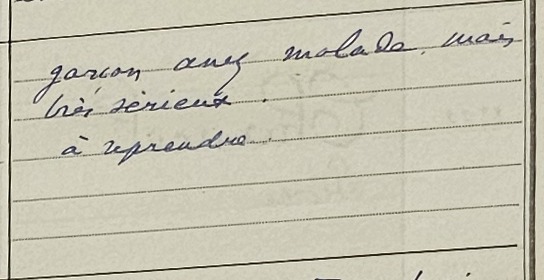 garçon assez malade, mais
très sérieux.
à reprendre.